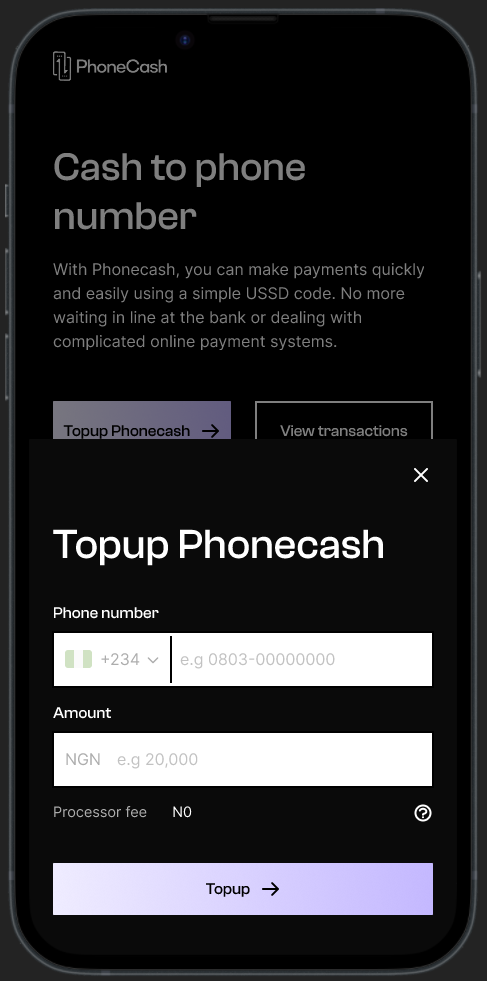 PhoneCash
Cash to phone
number
With Phonecash, you can make payments quickly
and easily using a simple USSD code. No more
waiting in line at the bank or dealing with
complicated online payment systems.
Topup Phonecash
View transactions
Topup Phonecash
Phone number
+234 e.g 0803-00000000
Amount
NGN e.g 20,000
Processor fee N0
Topup